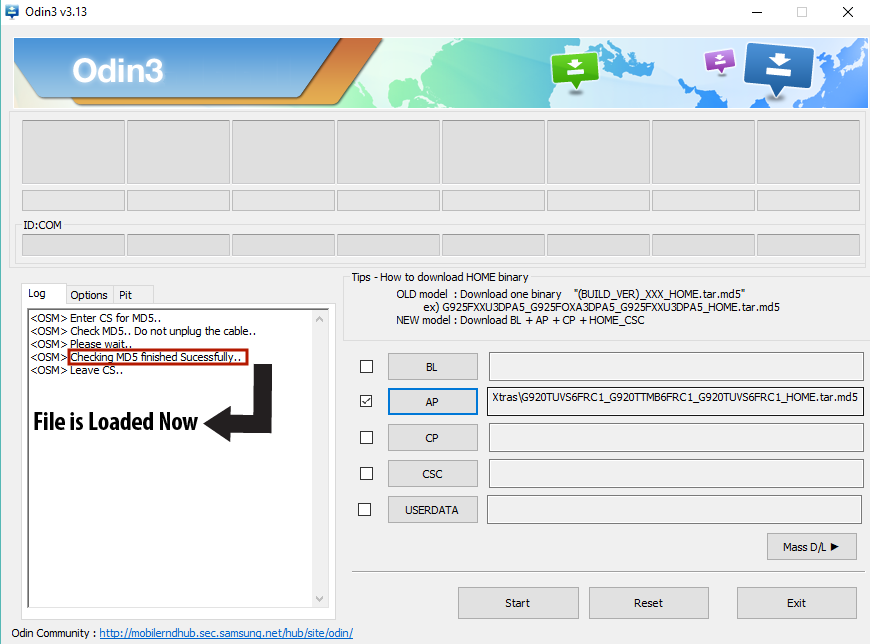 Odin3 v3.13
Odin3
ID:COM
Log
Options
Pit
<OSM> Enter CS for MD5..
<OSM> Check MD5.. Do not unplug the cable..
<OSM> Please wait..
<OSM> Checking MD5 finished Sucessfully..
<OSM> Leave CS..
File is Loaded Now
Tips - How to download HOME binary
OLD model : Download one binary "(BUILD_VER)_XXX_HOME.tar.md5"
ex) G925FXXU3DPA5_G925FOXA3DPA5_G925FXXU3DPA5_HOME.tar.md5
NEW model : Download BL + AP + CP + HOME_CSC
BL
AP
Xtras\G920TUVS6FRC1_G920TTMB6FRC1_G920TUVS6FRC1_HOME.tar.md5
CP
CSC
USERDATA
Mass D/L ►
Start
Reset
Exit
Odin Community : http://mobilerndhub.sec.samsung.net/hub/site/odin/